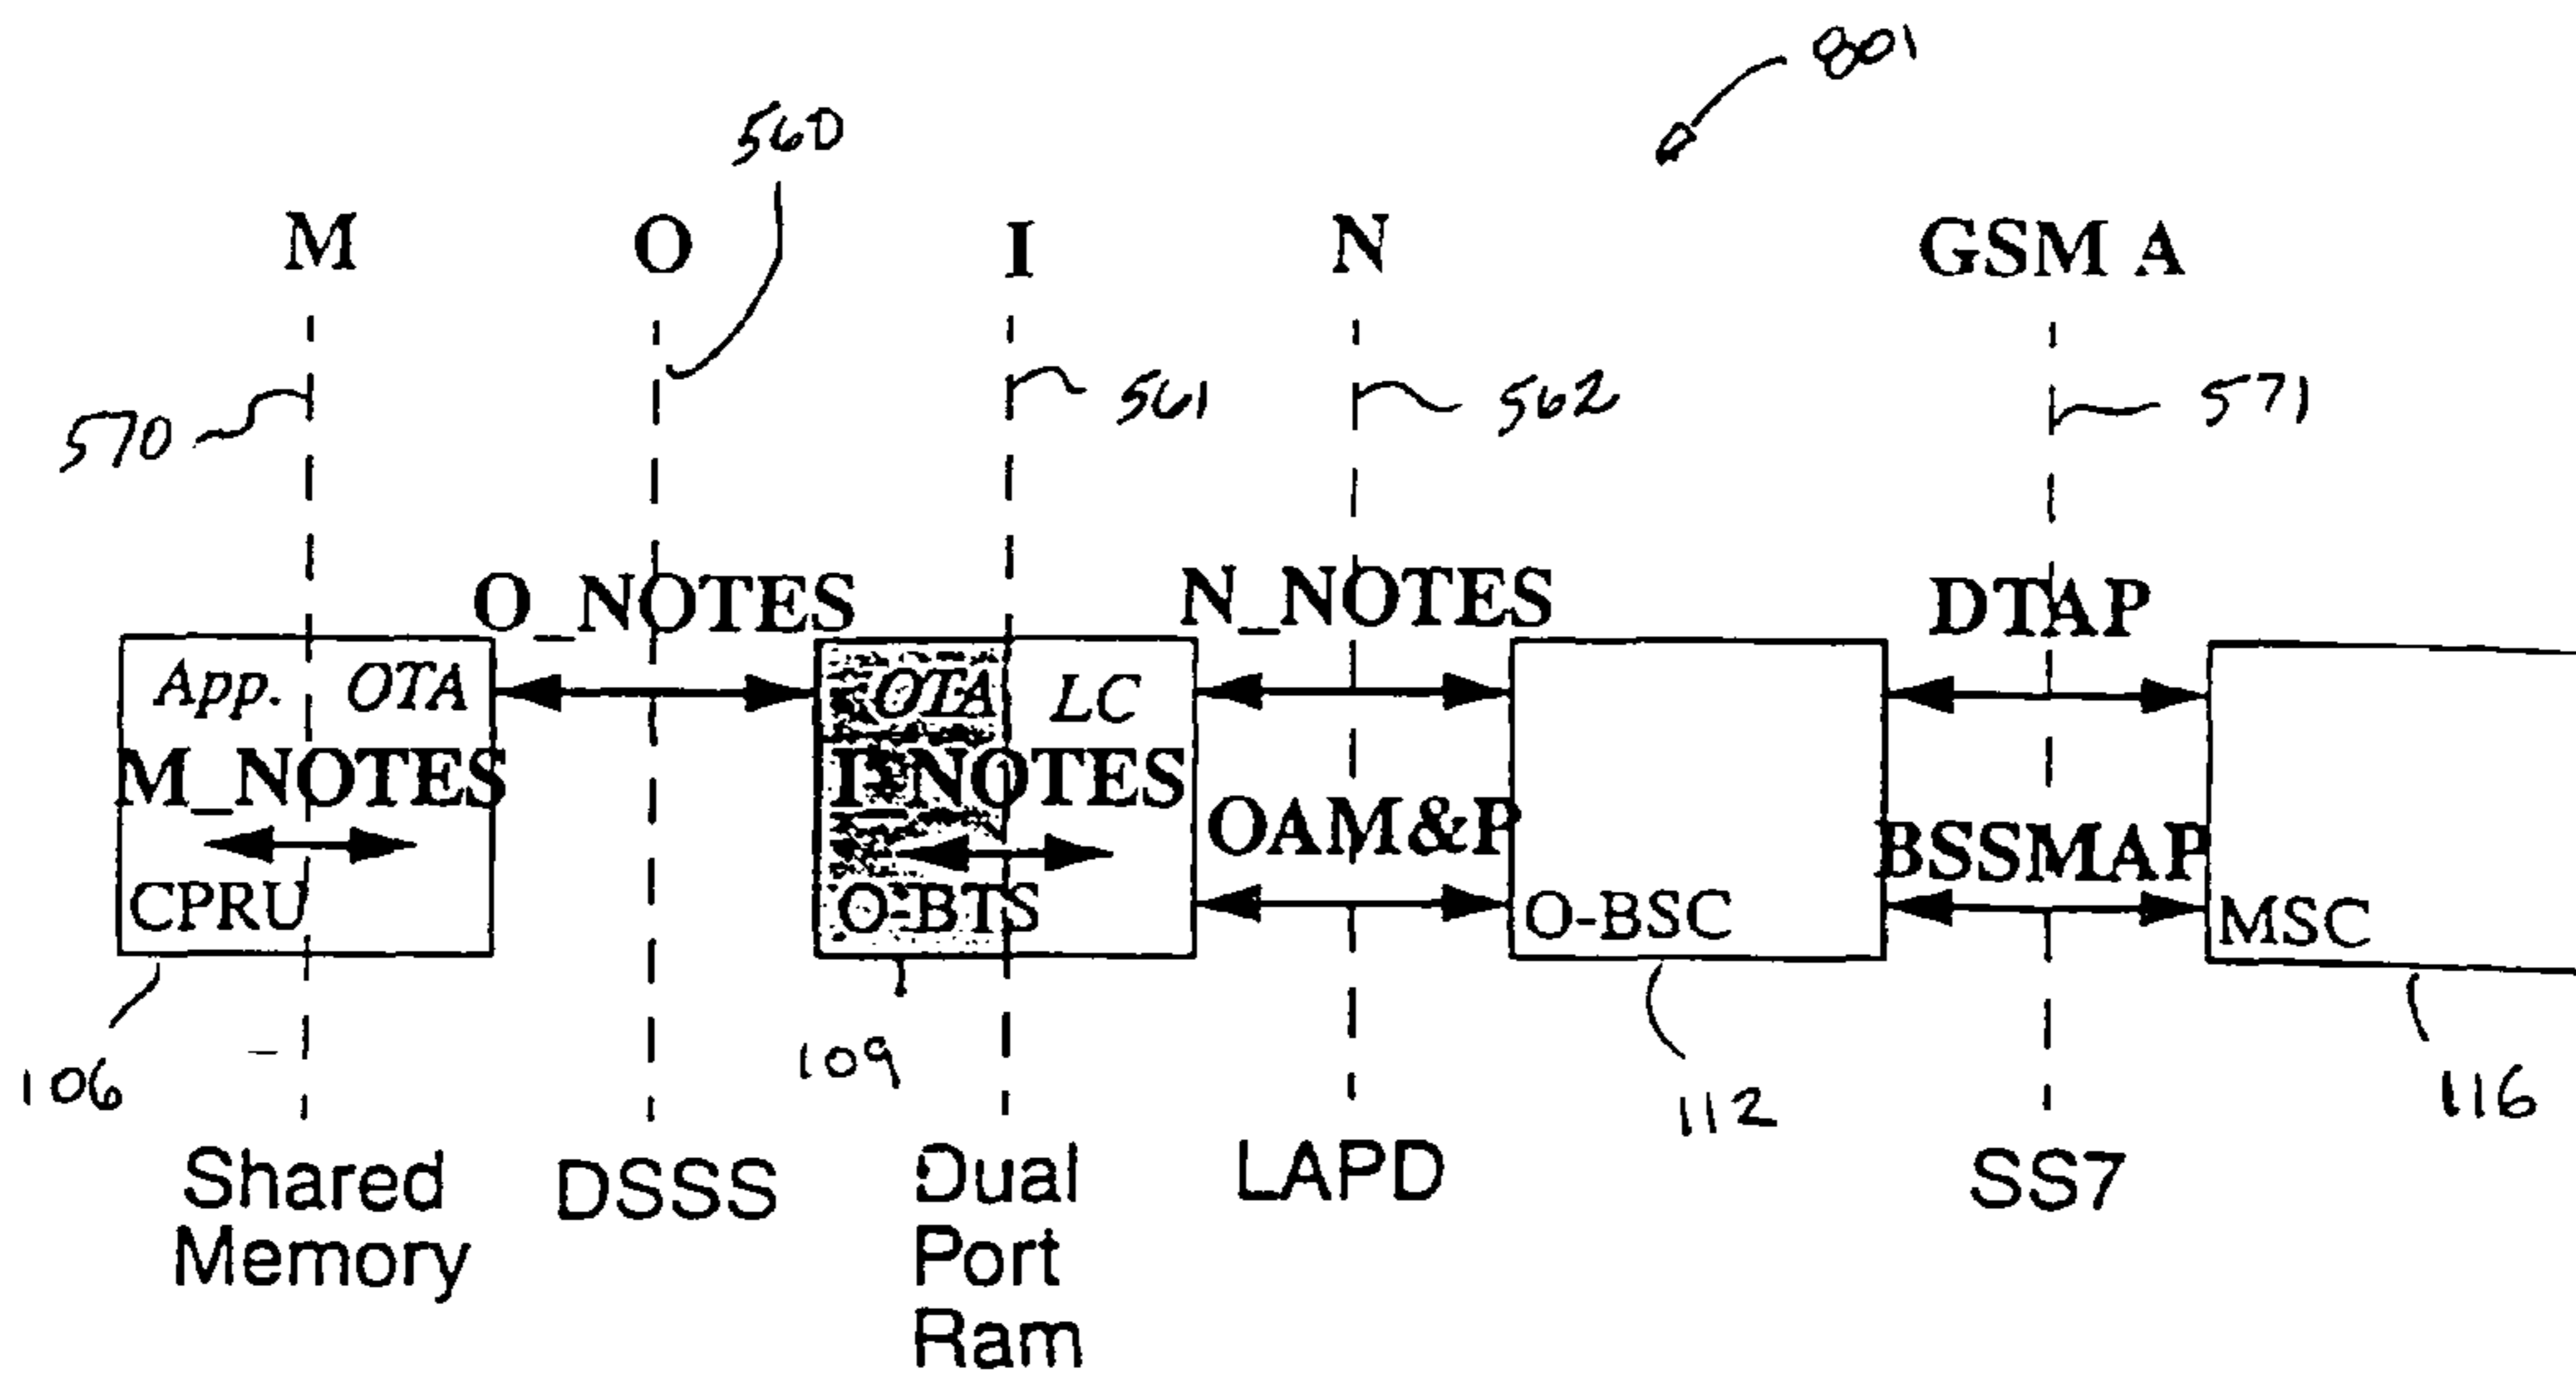 801
560
M
O
I
N
GSM A
570
561
562
571
O_NOTES
N_NOTES
DTAP
App.
OTA
OTA
LC
M_NOTES
I_NOTES
OAM&P
BSSMAP
CPRU
O-BTS
O-BSC
MSC
106
109
112
116
Shared
Memory
DSSS
Dual
Port
Ram
LAPD
SS7